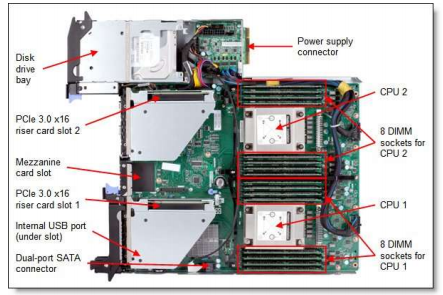 Disk
drive
bay
PCIe 3.0 x16
riser card slot 2
Mezzanine
card slot
PCIe 3.0 x16
riser card slot 1
Internal USB port
(under slot)
Dual-port SATA
connector
Power supply
connector
CPU 2
8 DIMM
sockets for
CPU 2
CPU 1
8 DIMM
sockets for
CPU 1